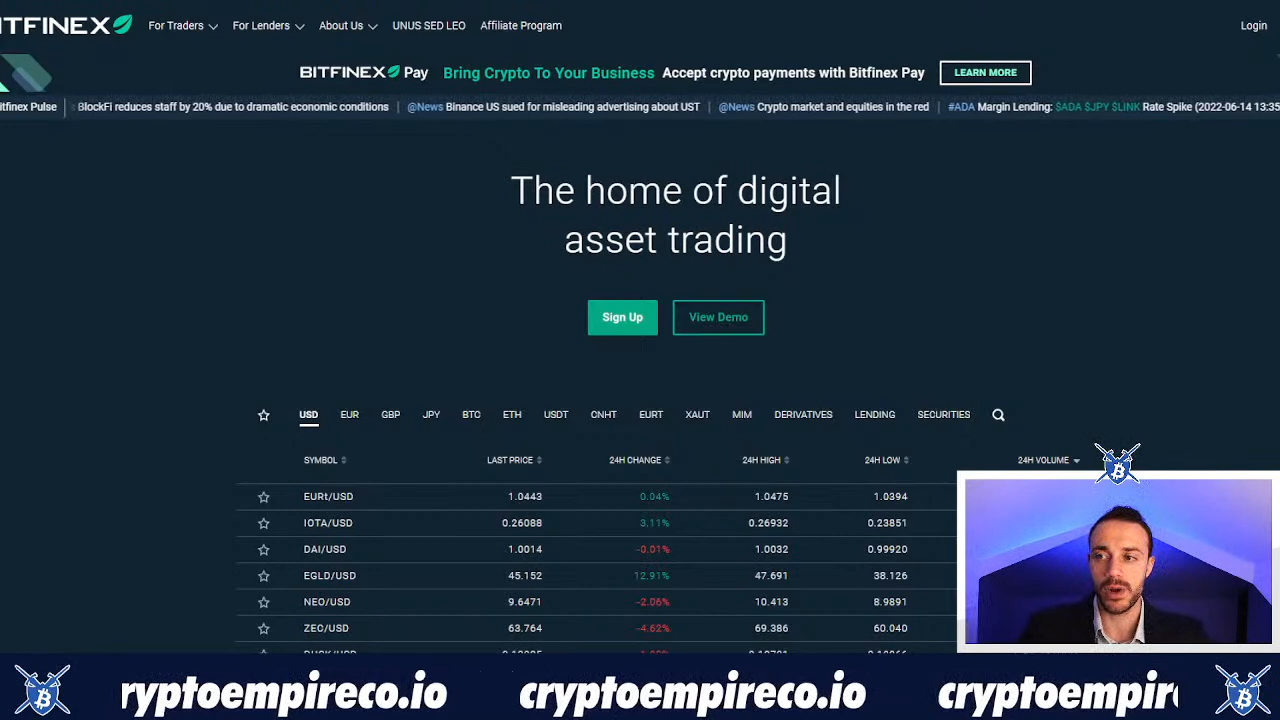 ITFINEX For Traders For Lenders About Us UNUS SED LEO Affiliate Program Login
BITFINEX Pay Bring Crypto To Your Business Accept crypto payments with Bitfinex Pay LEARN MORE
itfinex Pulse s BlockFi reduces staff by 20% due to dramatic economic conditions @News Binance US sued for misleading advertising about UST @News Crypto market and equities in the red #ADA Margin Lending: $ADA $JPY $LINK Rate Spike (2022-06-14 13:35
The home of digital
asset trading
Sign Up View Demo
USD EUR GBP JPY BTC ETH USDT CNHT EURT XAUT MIM DERIVATIVES LENDING SECURITIES
SYMBOL LAST PRICE 24H CHANGE 24H HIGH 24H LOW 24H VOLUME
EURt/USD 1.0443 0.04% 1.0475 1.0394
IOTA/USD 0.26088 3.11% 0.26932 0.23851
DAI/USD 1.0014 -0.01% 1.0032 0.99920
EGLD/USD 45.152 12.91% 47.691 38.126
NEO/USD 9.6471 -2.06% 10.413 8.9891
ZEC/USD 63.764 -4.62% 69.386 60.040
ryptoempireco.io cryptoempireco.io cryptoempir